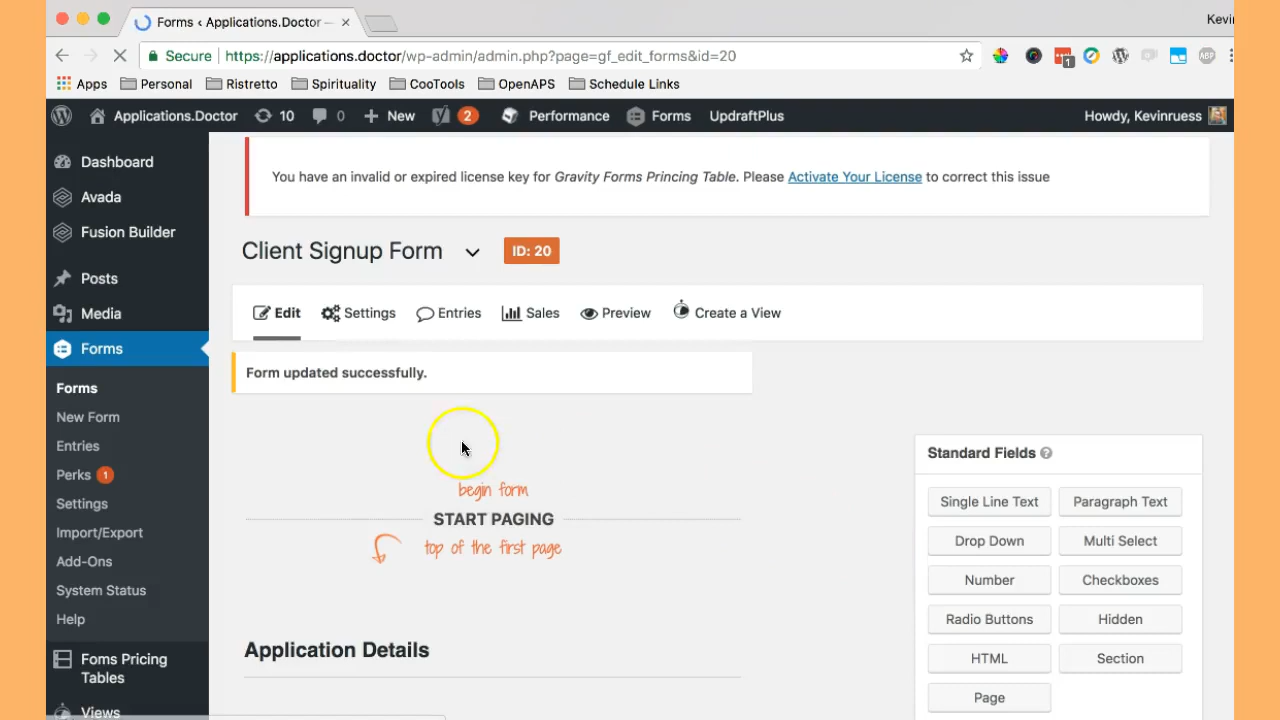 Forms ‹ Applications.Doctor —
Kevin
Secure https://applications.doctor/wp-admin/admin.php?page=gf_edit_forms&id=20
1
ABP
Apps Personal Ristretto Spirituality CooTools OpenAPS Schedule Links
Applications.Doctor 10 0 New 2 Performance Forms UpdraftPlus Howdy, Kevinruess
Dashboard
Avada
Fusion Builder
Posts
Media
Forms
Forms
New Form
Entries
Perks 1
Settings
Import/Export
Add-Ons
System Status
Help
Foms Pricing
Tables
Views
You have an invalid or expired license key for Gravity Forms Princing Table. Please Activate Your License to correct this issue
Client Signup Form ID: 20
Edit Settings Entries Sales Preview Create a View
Form updated successfully.
begin form
START PAGING
top of the first page
Application Details
Standard Fields
Single Line Text Paragraph Text
Drop Down Multi Select
Number Checkboxes
Radio Buttons Hidden
HTML Section
Page